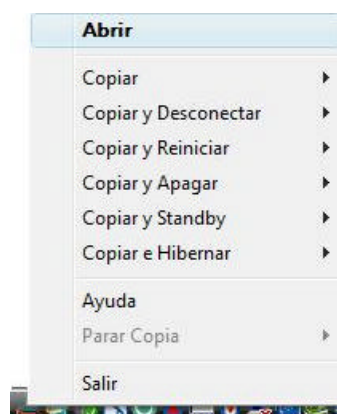 Abrir
Copiar
Copiar y Desconectar
Copiar y Reiniciar
Copiar y Apagar
Copiar y Standby
Copiar e Hibernar
Ayuda
Parar Copia
Salir